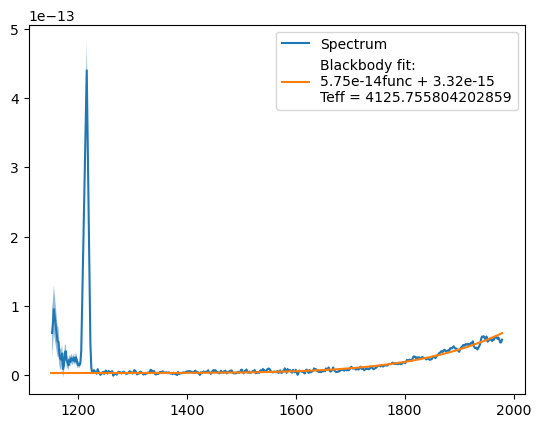 1e−13
5
4
3
2
1
0
1200
1400
1600
1800
2000
Spectrum
Blackbody fit:
5.75e-14func + 3.32e-15
Teff = 4125.755804202859